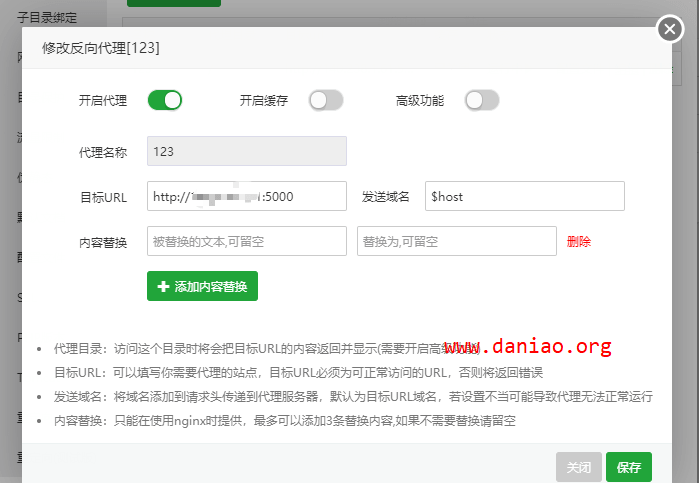 子目录绑定
修改反向代理[123]
开启代理 开启缓存 高级功能
代理名称 123
目标URL http://1:5000 发送域名 $host
内容替换 被替换的文本,可留空 替换为,可留空 删除
添加内容替换
代理目录：访问这个目录时将会把目标URL的内容返回并显示(需要开启高级功能)
www.daniao.org
目标URL：可以填写你需要代理的站点，目标URL必须为可正常访问的URL，否则将返回错误
发送域名：将域名添加到请求头传递到代理服务器，默认为目标URL域名，若设置不当可能导致代理无法正常运行
内容替换：只能在使用nginx时提供，最多可以添加3条替换内容,如果不需要替换请留空
关闭 保存